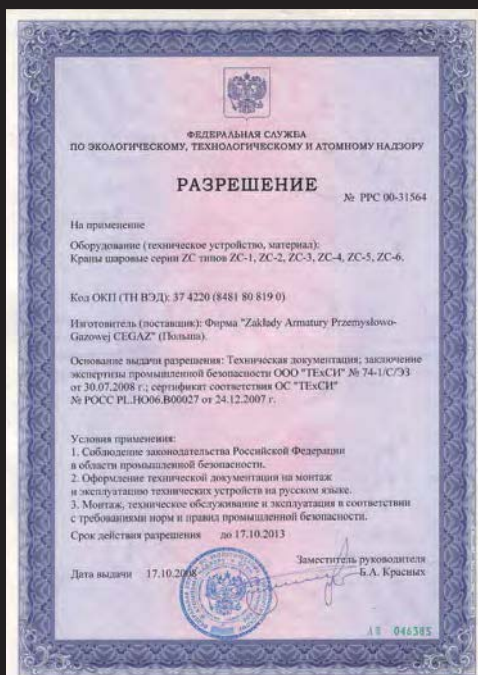 ФЕДЕРАЛЬНАЯ СЛУЖБА
ПО ЭКОЛОГИЧЕСКОМУ, ТЕХНОЛОГИЧЕСКОМУ И АТОМНОМУ НАДЗОРУ
РАЗРЕШЕНИЕ
№ РРС 00-31564
На применение
Оборудование (техническое устройство, материал):
Краны шаровые серии ZC типов ZC-1, ZC-2, ZC-3, ZC-4, ZC-5, ZC-6.
Код ОКП (ТН ВЭД): 37 4220 (8481 80 819 0)
Изготовитель (поставщик): Фирма "Zakłady Armatury Przemysłowo-
Gazowej CEGAZ" (Польша).
Основание выдачи разрешения: Техническая документация; заключение
экспертизы промышленной безопасности ООО "ТЕхСИ" № 74-1/С/ЭЗ
от 30.07.2008 г.; сертификат соответствия ОС "ТЕхСИ"
№ РОСС PL.НО06.В00027 от 24.12.2007 г.
Условия применения:
1. Соблюдение законодательства Российской Федерации
в области промышленной безопасности.
2. Оформление технической документации на монтаж
и эксплуатацию технических устройств на русском языке.
3. Монтаж, техническое обслуживание и эксплуатация в соответствии
с требованиями норм и правил промышленной безопасности.
Срок действия разрешения до 17.10.2013
Заместитель руководителя
Дата выдачи 17.10.2008 Б.А. Красных
АВ 046385